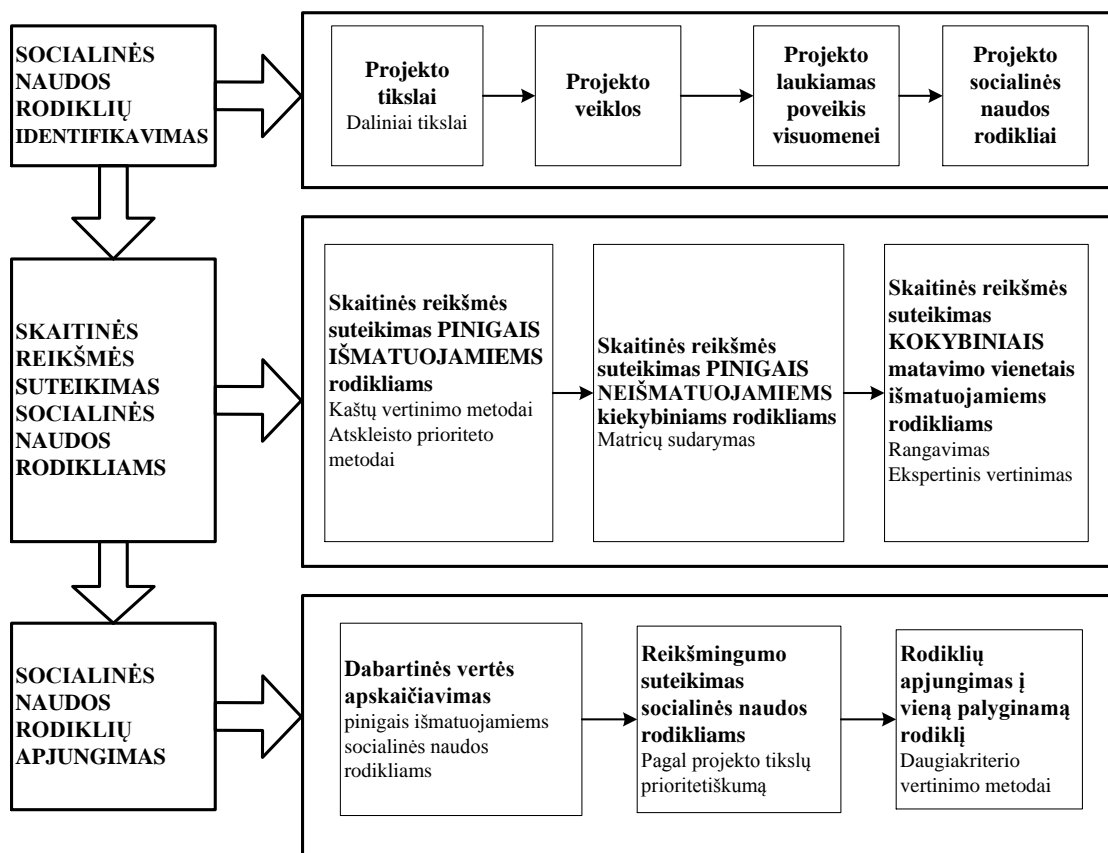 SOCIALINĖS
NAUDOS
RODIKLIŲ
IDENTIFIKAVIMAS
Projekto
tikslai
Daliniai tikslai
Projekto
veiklos
Projekto
laukiamas
poveikis
visuomenei
Projekto
socialinės
naudos
rodikliai
SKAITINĖS
REIKŠMĖS
SUTEIKIMAS
SOCIALINĖS
NAUDOS
RODIKLIAMS
Skaitinės reikšmės
suteikimas PINIGAIS
IŠMATUOJAMIEMS
rodikliams
Kaštų vertinimo metodai
Atskleisto prioriteto
metodai
Skaitinės reikšmės
suteikimas PINIGAIS
NEIŠMATUOJAMIEMS
kiekybiniams rodikliams
Matricų sudarymas
Skaitinės reikšmės
suteikimas
KOKYBINIAIS
matavimo vienetais
išmatuojamiems
rodikliams
Rangavimas
Ekspertinis vertinimas
SOCIALINĖS
NAUDOS
RODIKLIŲ
APJUNGIMAS
Dabartinės vertės
apskaičiavimas
pinigais išmatuojamiems
socialinės naudos
rodikliams
Reikšmingumo
suteikimas
socialinės naudos
rodikliams
Pagal projekto tikslų
prioritetiškumą
Rodiklių
apjungimas į
vieną palyginamą
rodiklį
Daugiakriterio
vertinimo metodai